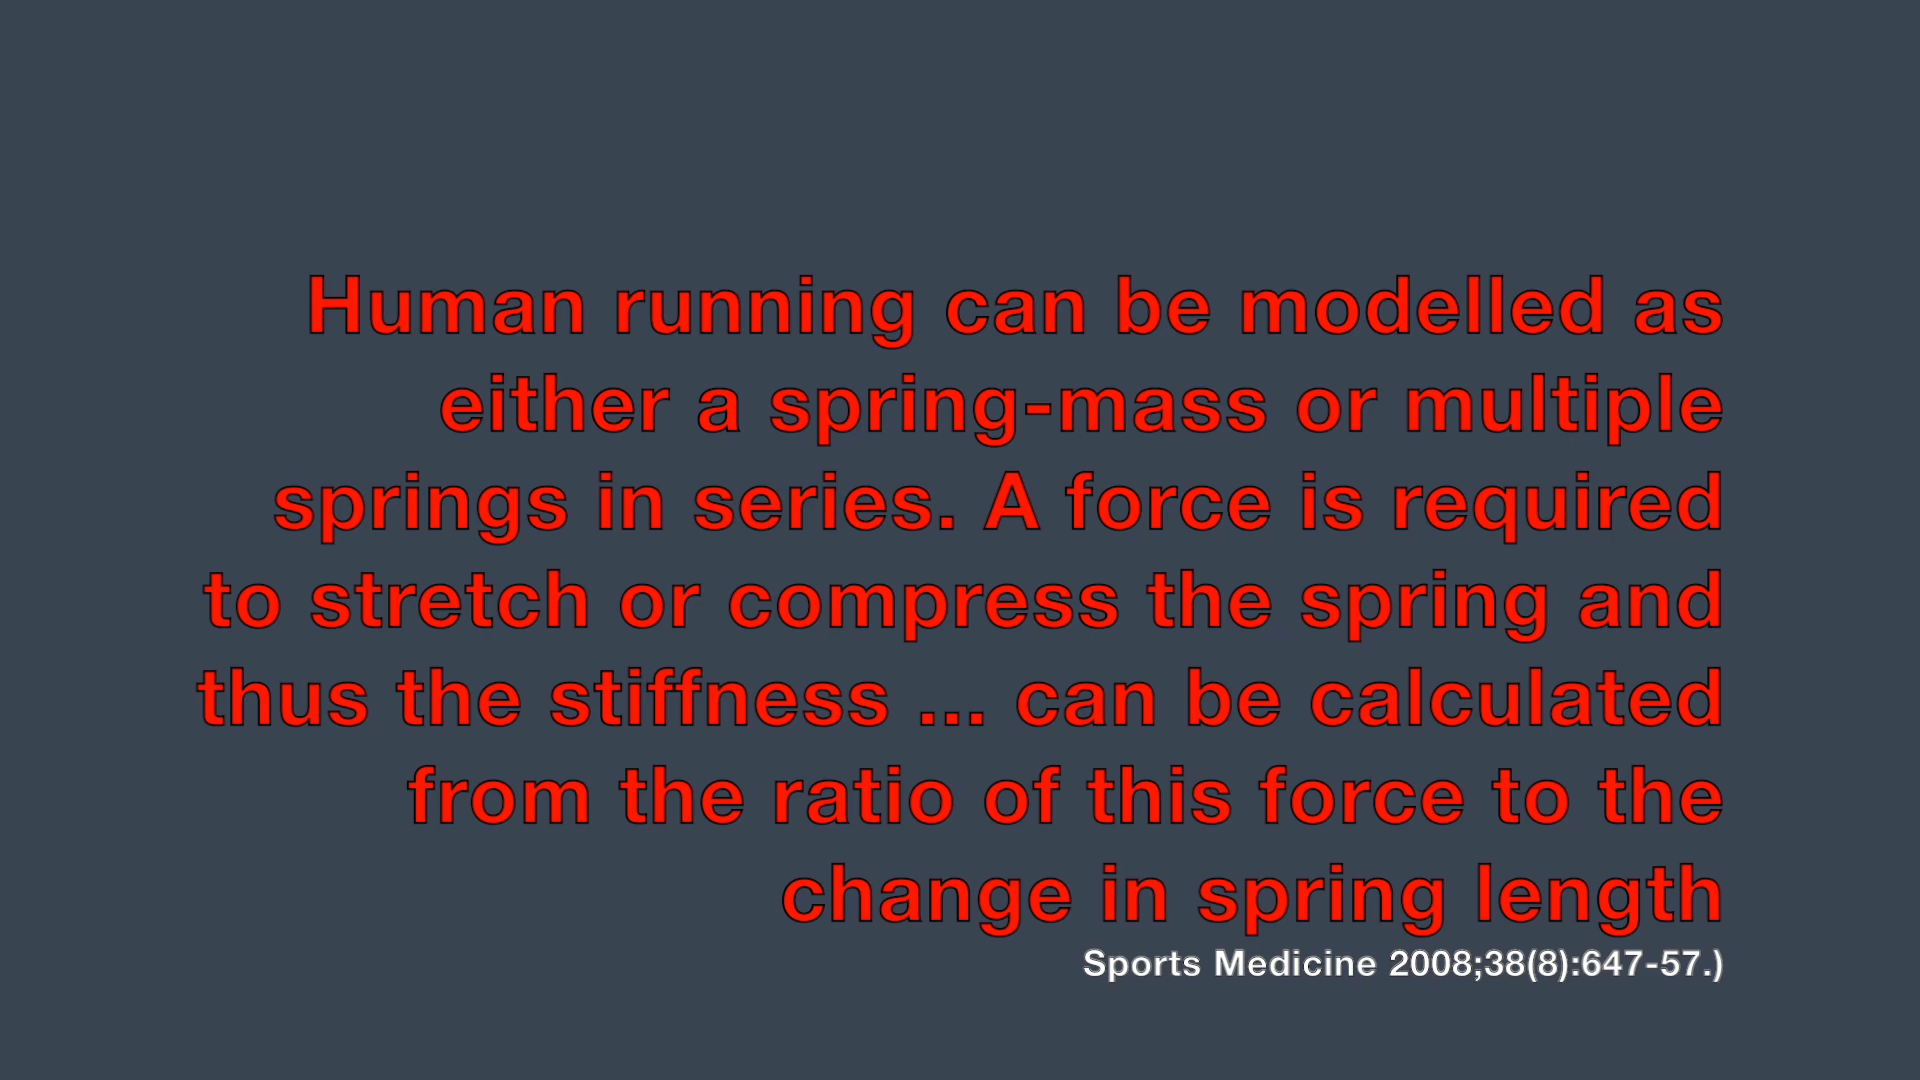 Human running can be modelled as
either a spring-mass or multiple
springs in series. A force is required
to stretch or compress the spring and
thus the stiffness ... can be calculated
from the ratio of this force to the
change in spring length
Sports Medicine 2008;38(8):647-57.)